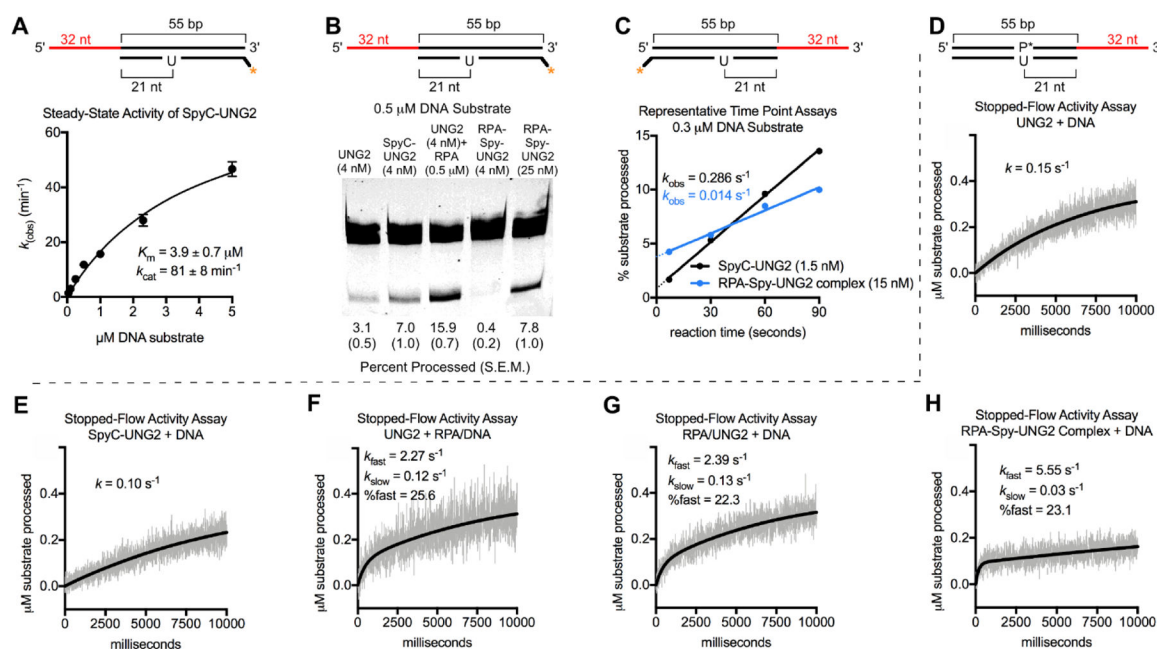 A
55 bp
5'
32 nt
3'
U
*
21 nt
Steady-State Activity of SpyC-UNG2
k(obs) (min⁻¹)
60
40
20
0
Km = 3.9 ± 0.7 μM
kcat = 81 ± 8 min⁻¹
0 1 2 3 4 5
μM DNA substrate
B
55 bp
5'
32 nt
3'
U
*
21 nt
0.5 μM DNA Substrate
UNG2 (4 nM)
SpyC-UNG2 (4 nM)
UNG2 (4 nM)+ RPA (0.5 μM)
RPA-Spy-UNG2 (4 nM)
RPA-Spy-UNG2 (25 nM)
3.1 7.0 15.9 0.4 7.8
(0.5) (1.0) (0.7) (0.2) (1.0)
Percent Processed (S.E.M.)
C
55 bp
5'
32 nt
3'
U
*
21 nt
Representative Time Point Assays
0.3 μM DNA Substrate
% substrate processed
15
10
5
0
kobs = 0.286 s⁻¹
kobs = 0.014 s⁻¹
SpyC-UNG2 (1.5 nM)
RPA-Spy-UNG2 complex (15 nM)
0 30 60 90
reaction time (seconds)
D
55 bp
5'
P*
32 nt
3'
U
21 nt
Stopped-Flow Activity Assay
UNG2 + DNA
μM substrate processed
0.4
0.2
0.0
k = 0.15 s⁻¹
0 2500 5000 7500 10000
milliseconds
E
Stopped-Flow Activity Assay
SpyC-UNG2 + DNA
μM substrate processed
0.4
0.2
0.0
k = 0.10 s⁻¹
0 2500 5000 7500 10000
milliseconds
F
Stopped-Flow Activity Assay
UNG2 + RPA/DNA
μM substrate processed
0.4
0.2
0.0
kfast = 2.27 s⁻¹
kslow = 0.12 s⁻¹
%fast = 25.6
0 2500 5000 7500 10000
milliseconds
G
Stopped-Flow Activity Assay
RPA/UNG2 + DNA
μM substrate processed
0.4
0.2
0.0
kfast = 2.39 s⁻¹
kslow = 0.13 s⁻¹
%fast = 22.3
0 2500 5000 7500 10000
milliseconds
H
Stopped-Flow Activity Assay
RPA-Spy-UNG2 Complex + DNA
μM substrate processed
0.4
0.2
0.0
kfast = 5.55 s⁻¹
kslow = 0.03 s⁻¹
%fast = 23.1
0 2500 5000 7500 10000
milliseconds